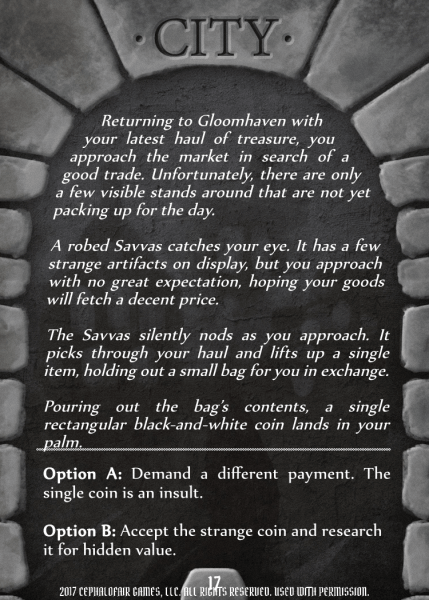 · CITY ·
Returning to Gloomhaven with
your latest haul of treasure, you
approach the market in search of a
good trade. Unfortunately, there are only
a few visible stands around that are not yet
packing up for the day.
A robed Savvas catches your eye. It has a few
strange artifacts on display, but you approach
with no great expectation, hoping your goods
will fetch a decent price.
The Savvas silently nods as you approach. It
picks through your haul and lifts up a single
item, holding out a small bag for you in exchange.
Pouring out the bag's contents, a single
rectangular black-and-white coin lands in your
palm.
Option A: Demand a different payment. The
single coin is an insult.
Option B: Accept the strange coin and research
it for hidden value.
17
2017 CEPHALOFAIR GAMES, LLC. ALL RIGHTS RESERVED. USED WITH PERMISSION.